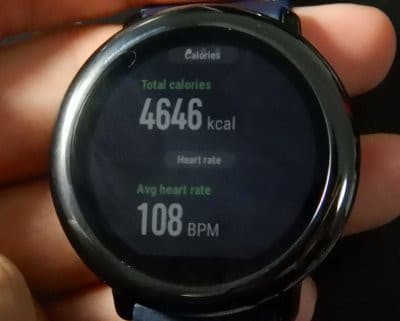 Calories
Total calories
4646 kcal
Heart rate
Avg heart rate
108 BPM